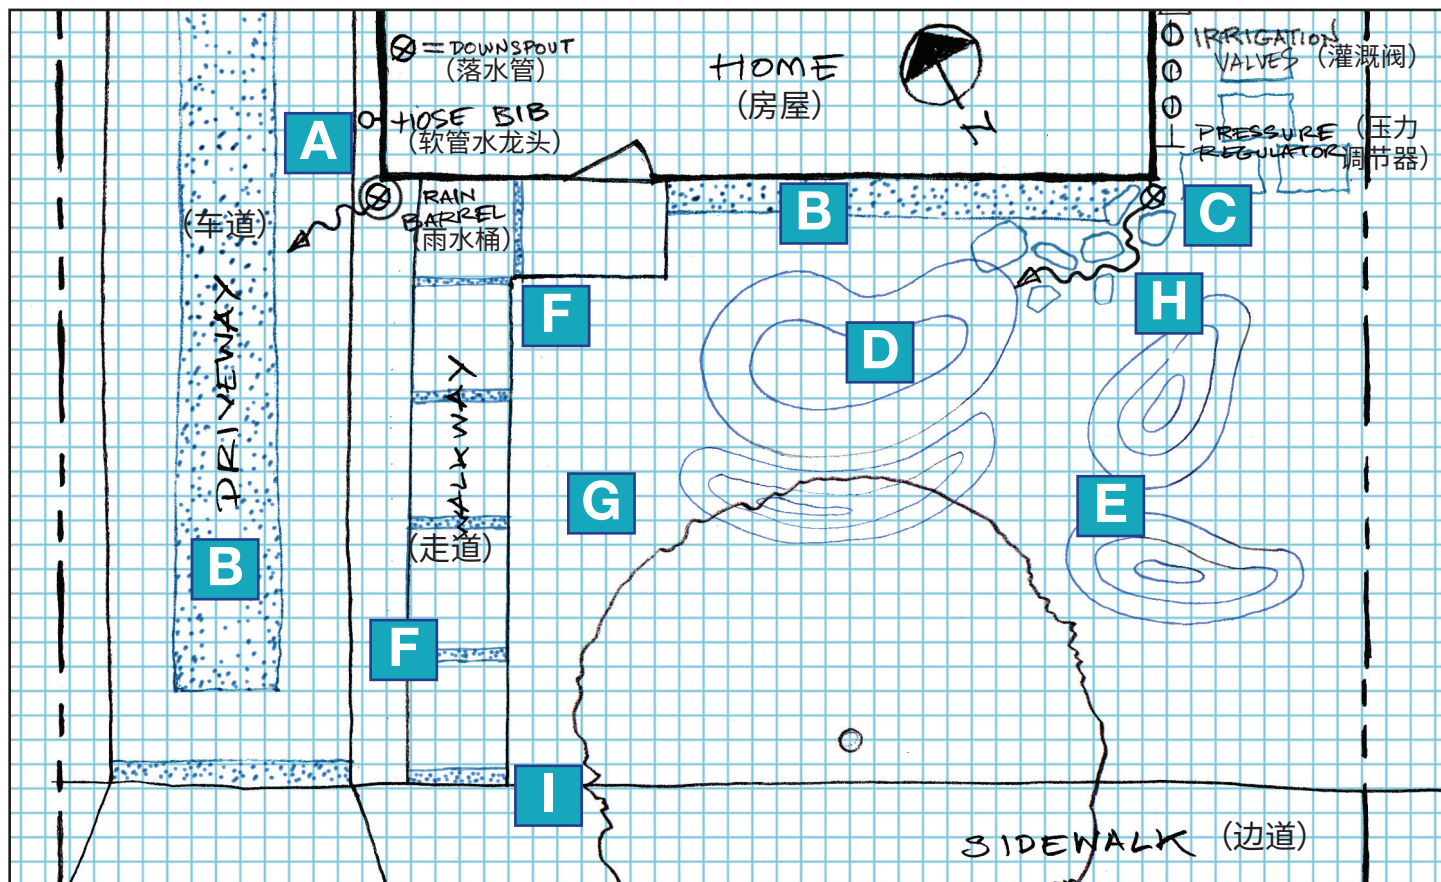 = DOWNSPOUT
(落水管)
HOME
(房屋)
IRRIGATION
VALVES (灌溉阀)
HOSE BIB
(软管水龙头)
A
N
PRESSURE (压力
REGULATOR 调节器)
RAIN
BARREL
(雨水桶)
B
C
(车道)
DRIVEWAY
F
H
D
WALKWAY
(走道)
G
E
B
F
I
SIDEWALK (边道)